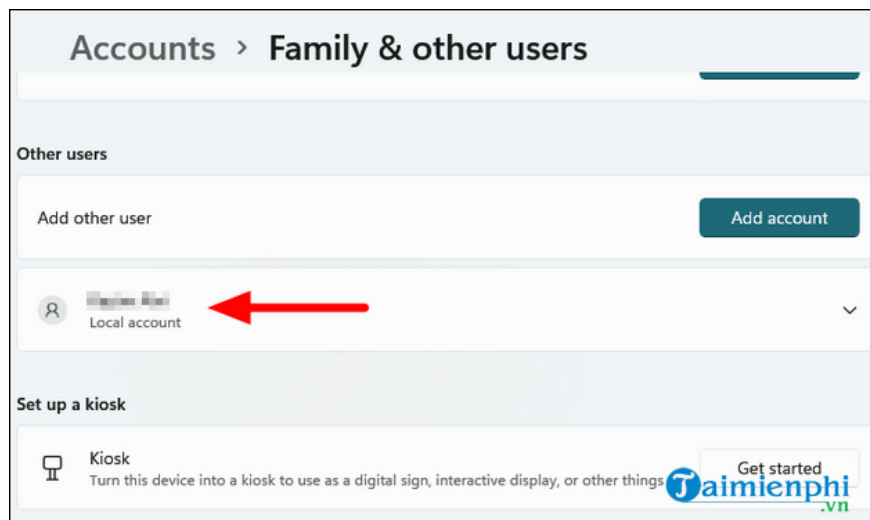 Accounts > Family & other users
Other users
Add other user
Add account
Local account
Set up a kiosk
Kiosk
Turn this device into a kiosk to use as a digital sign, interactive display, or other things
Get started
Taimienphi
.vn